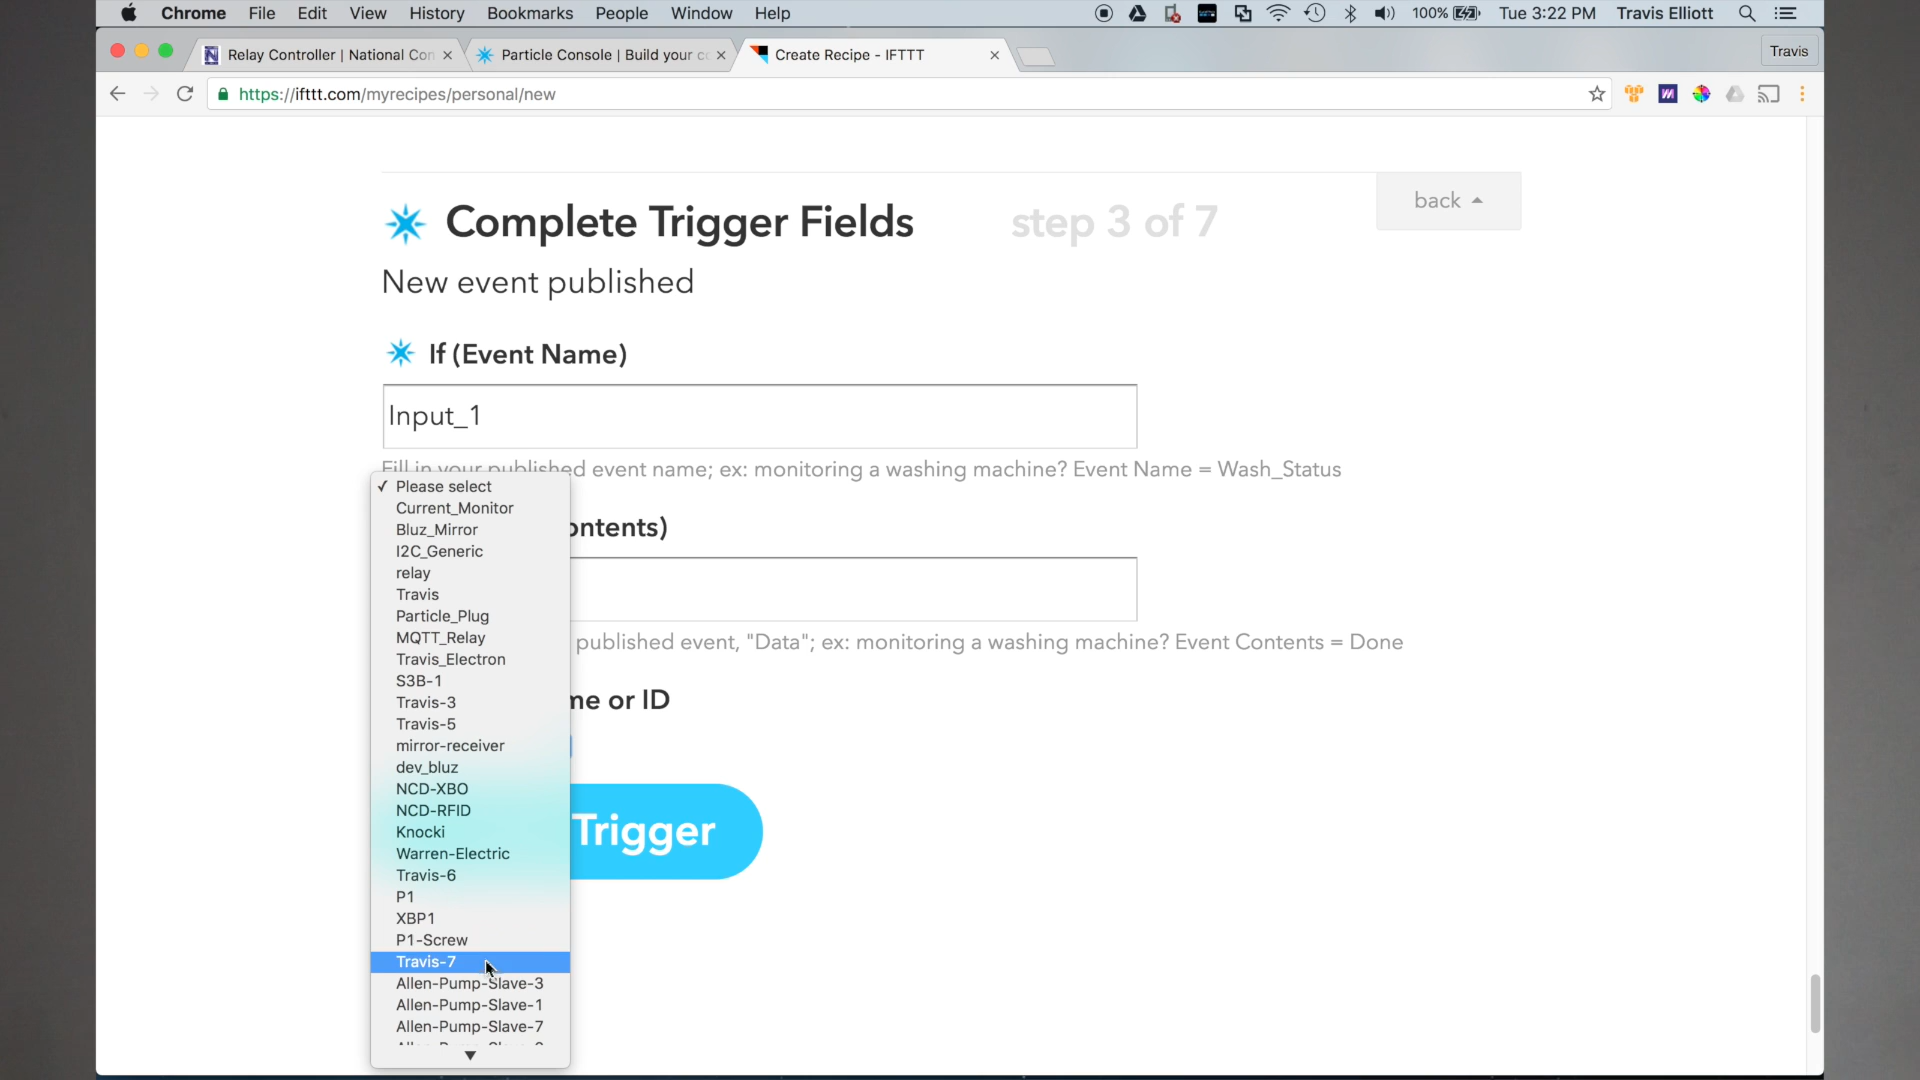 Chrome File Edit View History Bookmarks People Window Help 100% Tue 3:22 PM Travis Elliott
Relay Controller | National Con Particle Console | Build your c Create Recipe - IFTTT Travis
https://ifttt.com/myrecipes/personal/new
back
Complete Trigger Fields step 3 of 7
New event published
If (Event Name)
Input_1
Fill in your published event name; ex: monitoring a washing machine? Event Name = Wash_Status
ontents)
published event, "Data"; ex: monitoring a washing machine? Event Contents = Done
me or ID
Trigger
Please select
Current_Monitor
Bluz_Mirror
I2C_Generic
relay
Travis
Particle_Plug
MQTT_Relay
Travis_Electron
S3B-1
Travis-3
Travis-5
mirror-receiver
dev_bluz
NCD-XBO
NCD-RFID
Knocki
Warren-Electric
Travis-6
P1
XBP1
P1-Screw
Travis-7
Allen-Pump-Slave-3
Allen-Pump-Slave-1
Allen-Pump-Slave-7